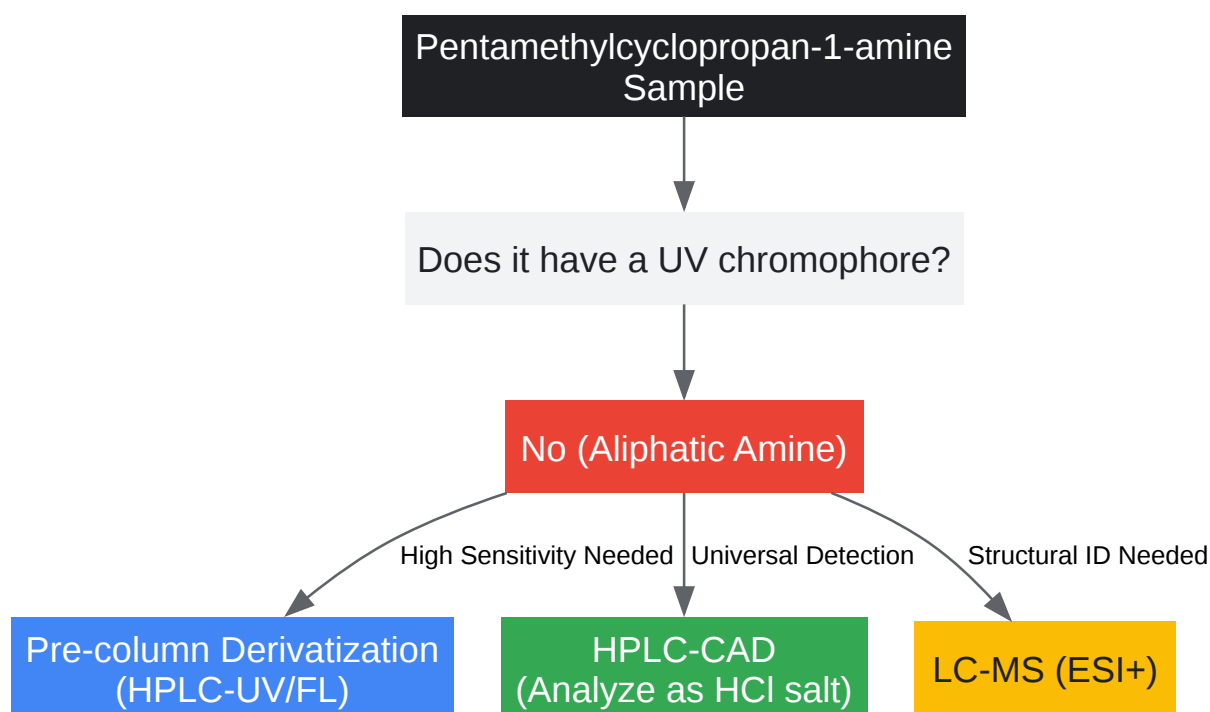 Pentamethylcyclopropan-1-amine
Sample
Does it have a UV chromophore?
No (Aliphatic Amine)
High Sensitivity Needed
Universal Detection
Structural ID Needed
Pre-column Derivatization
(HPLC-UV/FL)
HPLC-CAD
(Analyze as HCl salt)
LC-MS (ESI+)